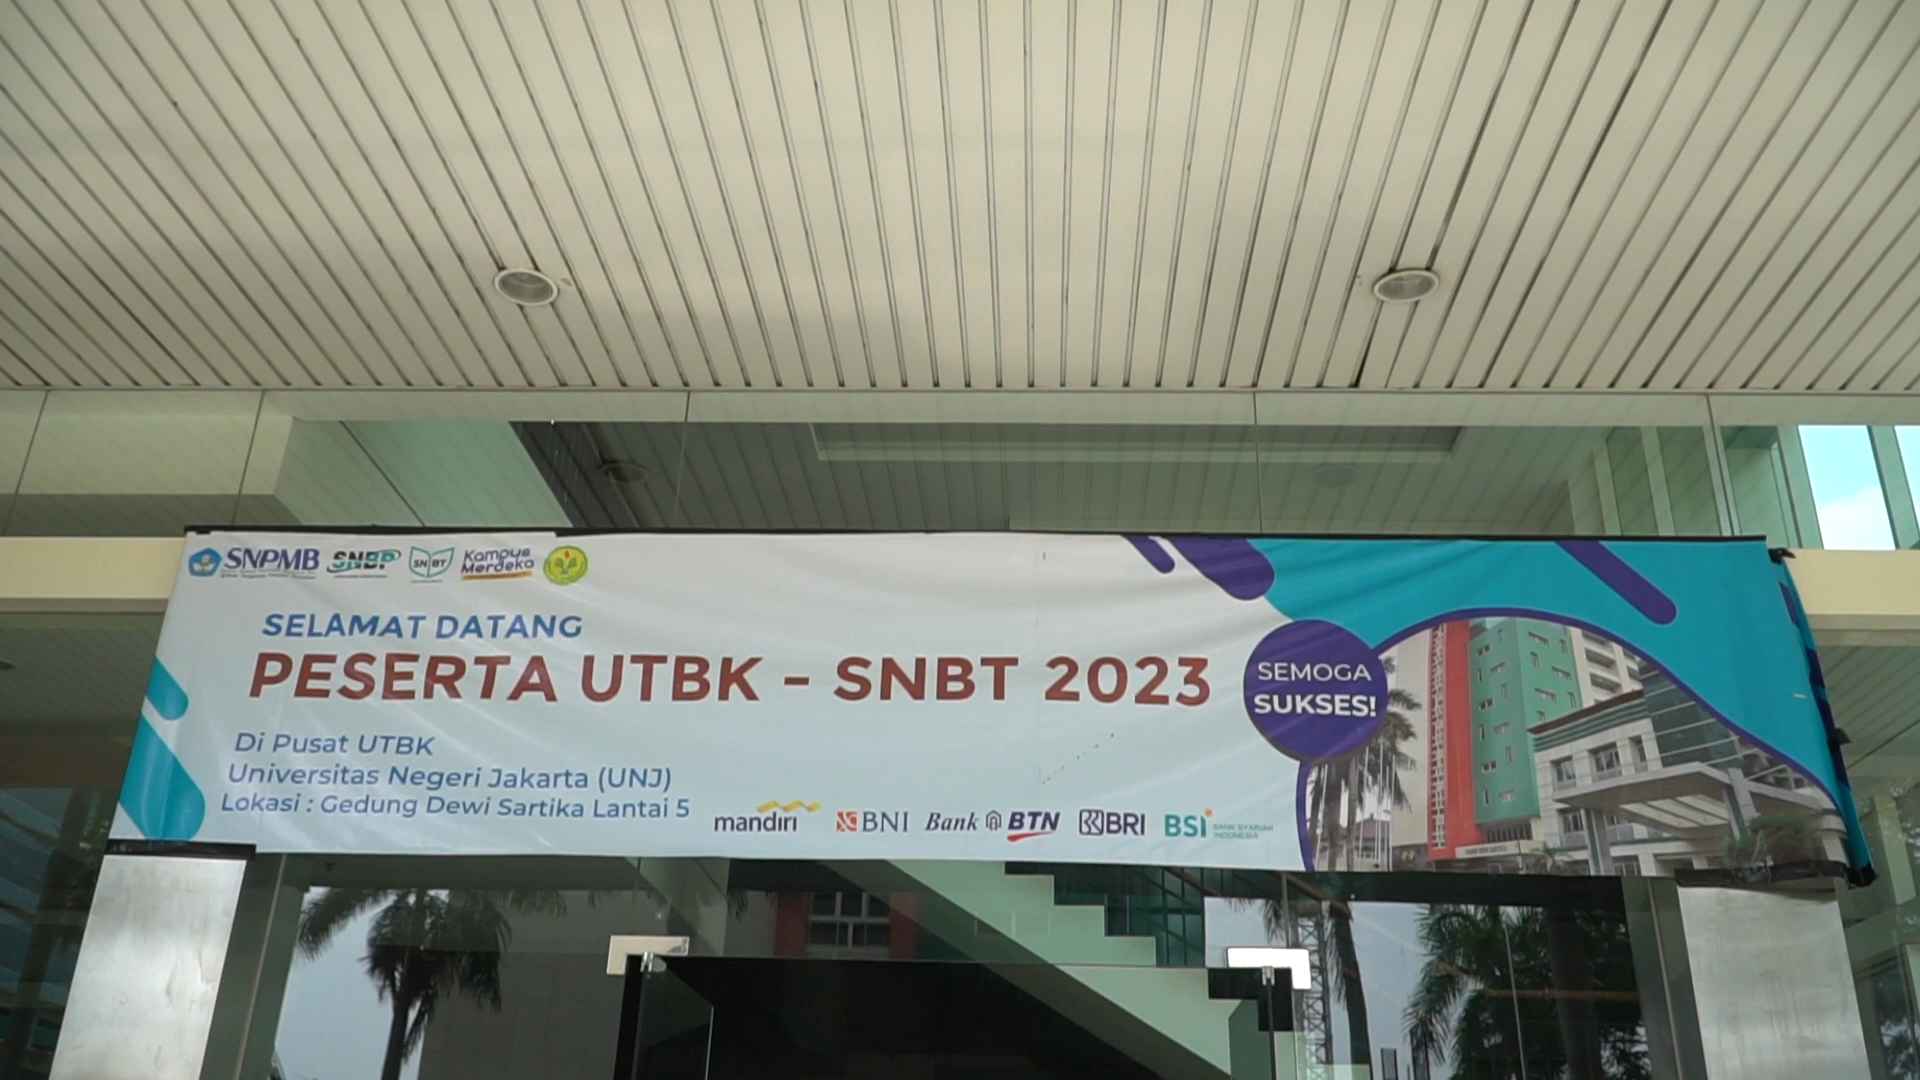 SNPMB SNBP SNBT Kampus Merdeka
SELAMAT DATANG
PESERTA UTBK - SNBT 2023
SEMOGA
SUKSES!
Di Pusat UTBK
Universitas Negeri Jakarta (UNJ)
Lokasi : Gedung Dewi Sartika Lantai 5
mandiri BNI Bank BTN BRI BSI BANK SYARIAH INDONESIA